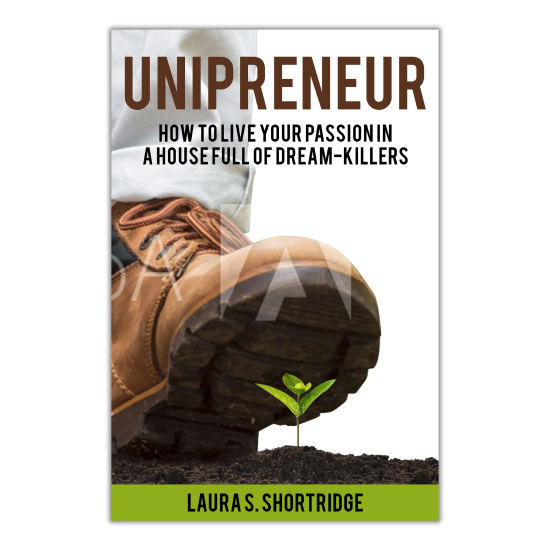 UNIPRENEUR
HOW TO LIVE YOUR PASSION IN
A HOUSE FULL OF DREAM-KILLERS
LAURA S. SHORTRIDGE